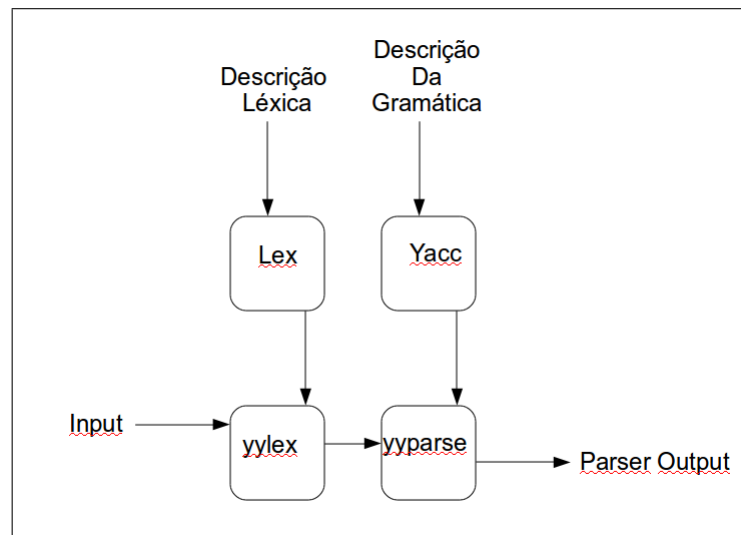 Descrição
Léxica
Descrição
Da
Gramática
Lex
Yacc
Input
yylex
yyparse
Parser Output